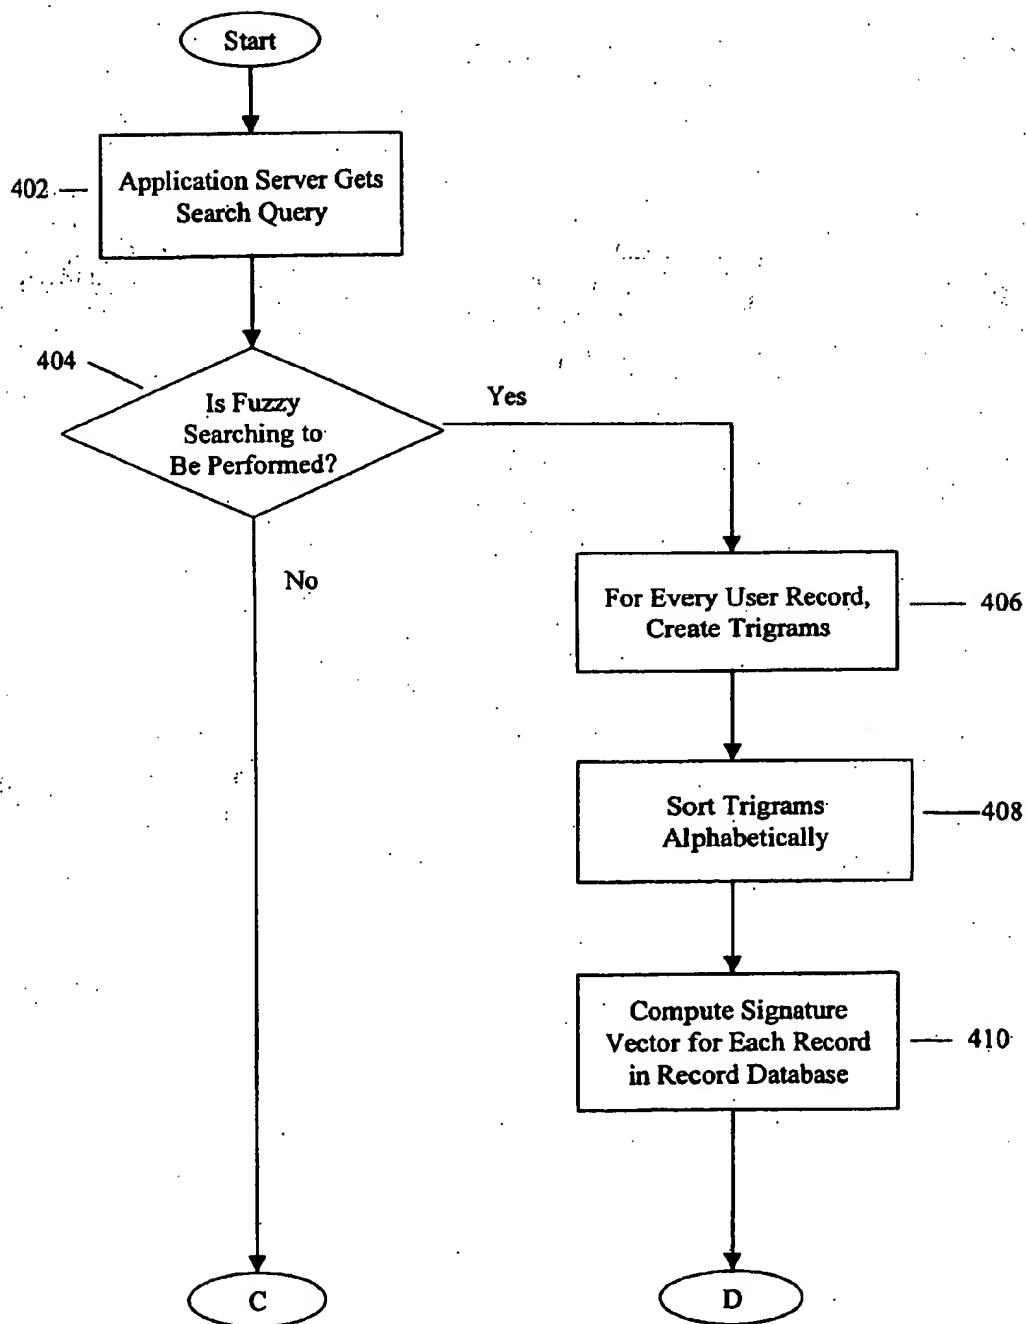 Start
402
Application Server Gets
Search Query
404
Is Fuzzy
Searching to
Be Performed?
Yes
No
For Every User Record,
Create Trigrams
406
Sort Trigrams
Alphabetically
408
Compute Signature
Vector for Each Record
in Record Database
410
C
D